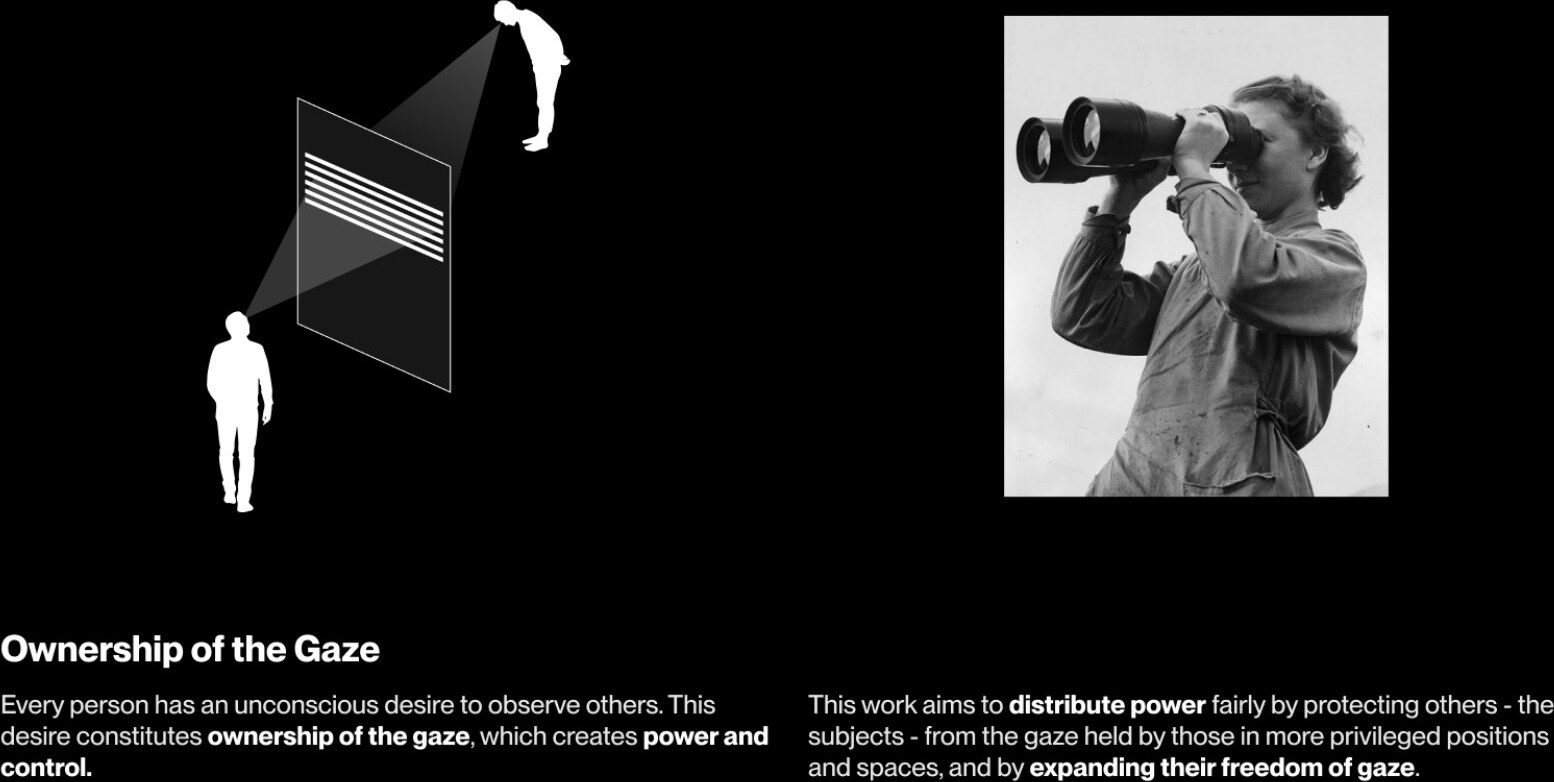 Ownership of the Gaze
Every person has an unconscious desire to observe others. This
desire constitutes ownership of the gaze, which creates power and
control.
This work aims to distribute power fairly by protecting others - the
subjects - from the gaze held by those in more privileged positions
and spaces, and by expanding their freedom of gaze.